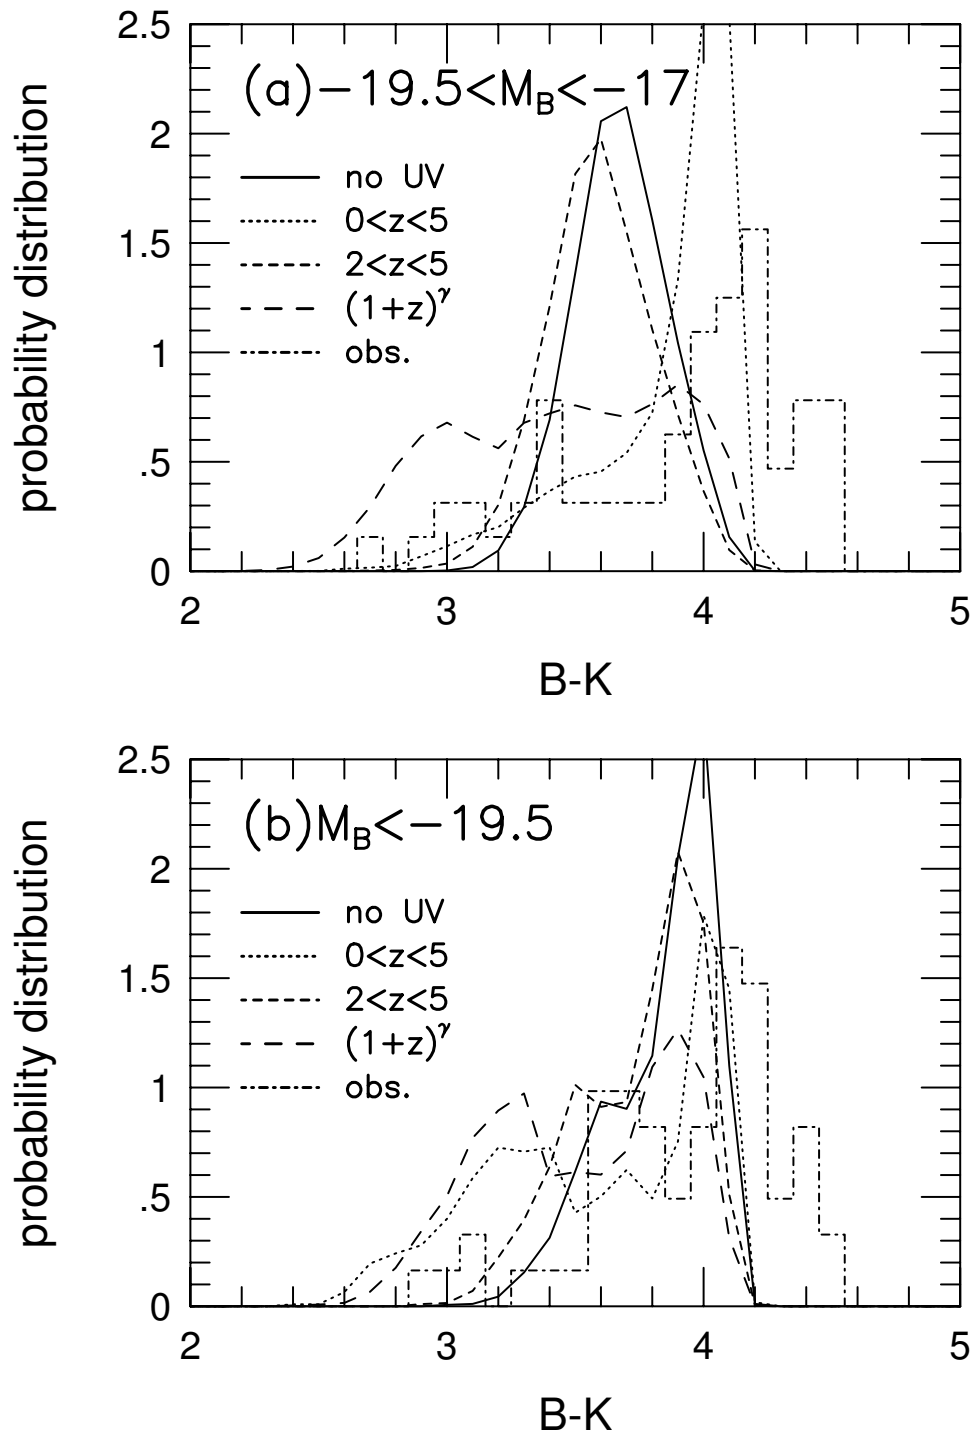 2.5
2
1.5
1
.5
0
probability distribution
(a)−19.5<M_B<−17
no UV
0<z<5
2<z<5
(1+z)^γ
obs.
2 3 4 5
B-K
2.5
2
1.5
1
.5
0
probability distribution
(b)M_B<−19.5
no UV
0<z<5
2<z<5
(1+z)^γ
obs.
2 3 4 5
B-K